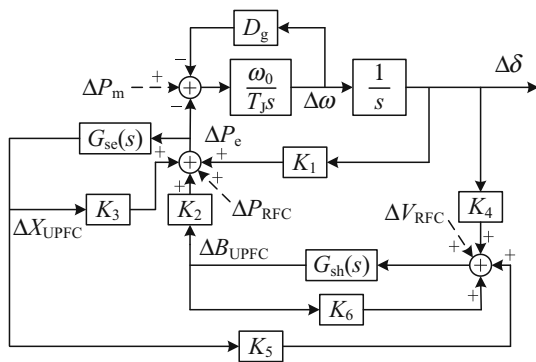 −
D_g
ΔP_m
+
−
ω_0
T_J s
Δω
1
s
Δδ
G_se(s)
ΔP_e
+
+
K_1
+
+
K_3
K_2
ΔP_RFC
K_4
ΔX_UPFC
ΔV_RFC
+
+
+
ΔB_UPFC
G_sh(s)
+
K_6
K_5